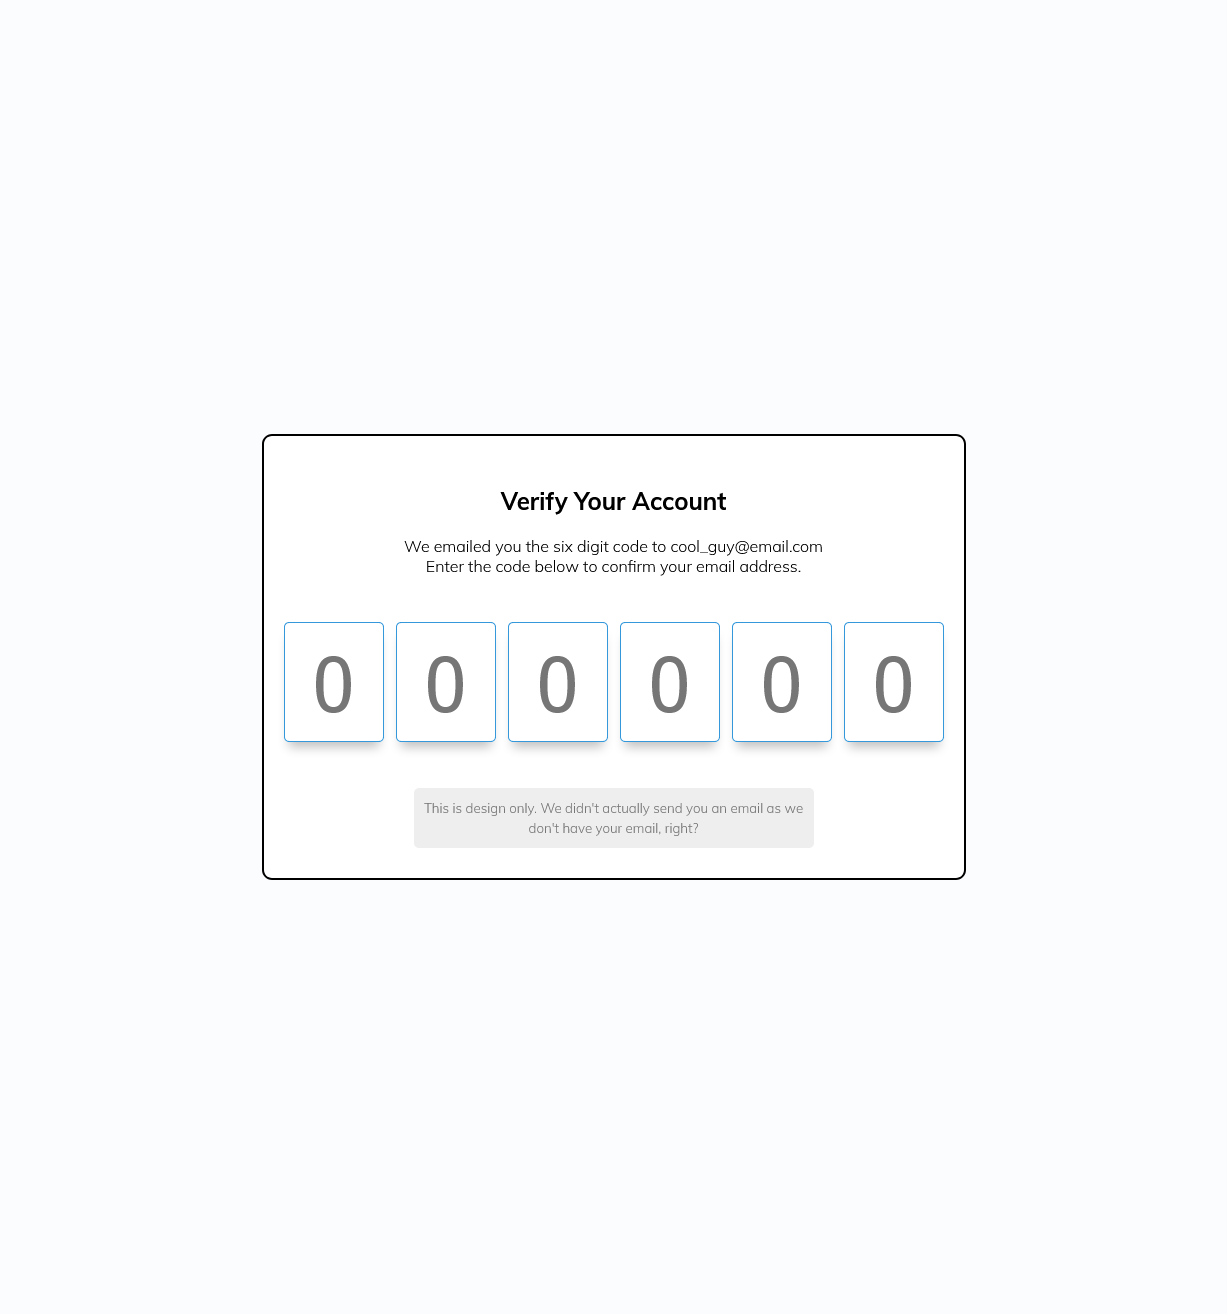 Verify Your Account
We emailed you the six digit code to cool_guy@email.com
Enter the code below to confirm your email address.
0 0 0 0 0 0
This is design only. We didn't actually send you an email as we
don't have your email, right?